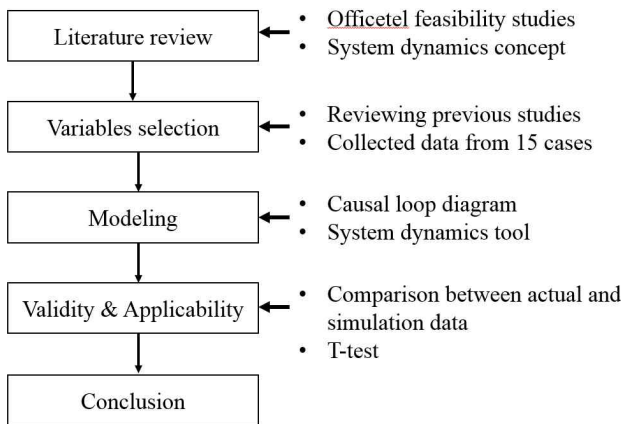 Literature review
• Officetel feasibility studies
• System dynamics concept
Variables selection
• Reviewing previous studies
• Collected data from 15 cases
Modeling
• Causal loop diagram
• System dynamics tool
Validity & Applicability
• Comparison between actual and
simulation data
• T-test
Conclusion